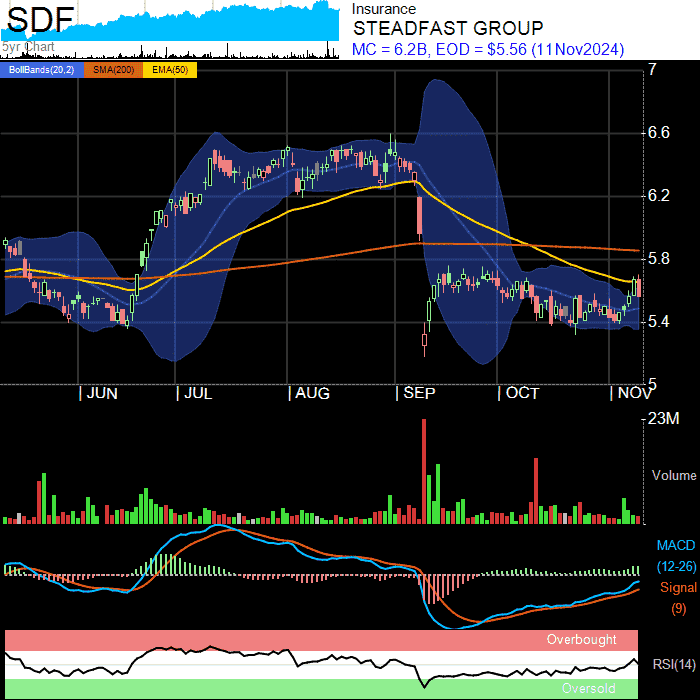 SDF
5yr Chart
Insurance
STEADFAST GROUP
MC = 6.2B, EOD = $5.56 (11Nov2024)
BollBands(20,2) SMA(200) EMA(50)
7
6.6
6.2
5.8
5.4
5
JUN JUL AUG SEP OCT NOV
23M
Volume
MACD
(12-26)
Signal
(9)
Overbought
RSI(14)
Oversold